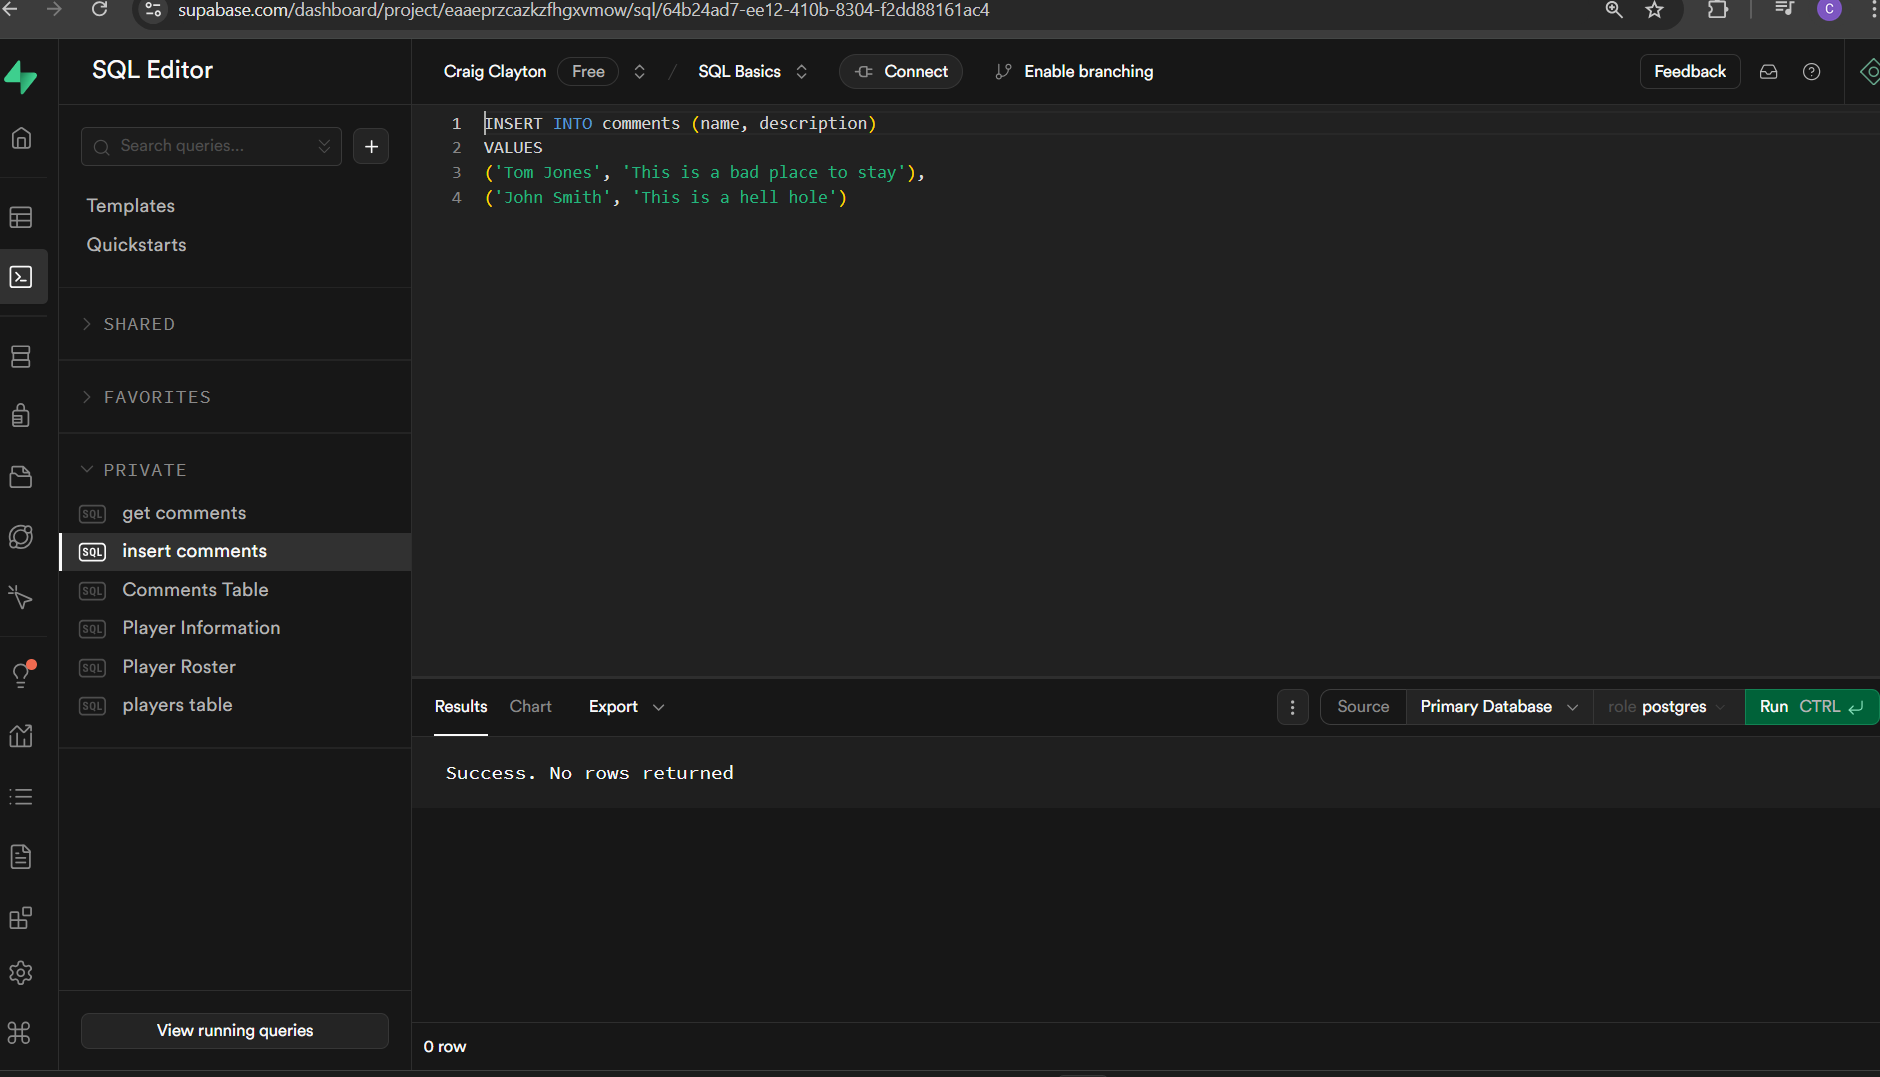 supabase.com/dashboard/project/eaaeprzcazkzfhgxvmow/sql/64b24ad7-ee12-410b-8304-f2dd88161ac4
C
SQL Editor
Craig Clayton Free / SQL Basics Connect Enable branching Feedback
Search queries...
Templates
Quickstarts
SHARED
FAVORITES
PRIVATE
SQL get comments
SQL insert comments
SQL Comments Table
SQL Player Information
SQL Player Roster
SQL players table
View running queries
1 INSERT INTO comments (name, description)
2 VALUES
3 ('Tom Jones', 'This is a bad place to stay'),
4 ('John Smith', 'This is a hell hole')
Results Chart Export Source Primary Database role postgres Run CTRL
Success. No rows returned
0 row